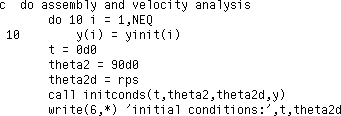 c  do assembly and velocity analysis
      do 10 i = 1,NEQ
 10       y(i) = yinit(i)
      t = 0d0
      theta2 = 90d0
      theta2d = rps
      call initconds(t,theta2,theta2d,y)
      write(6,*) 'initial conditions:',t,theta2d